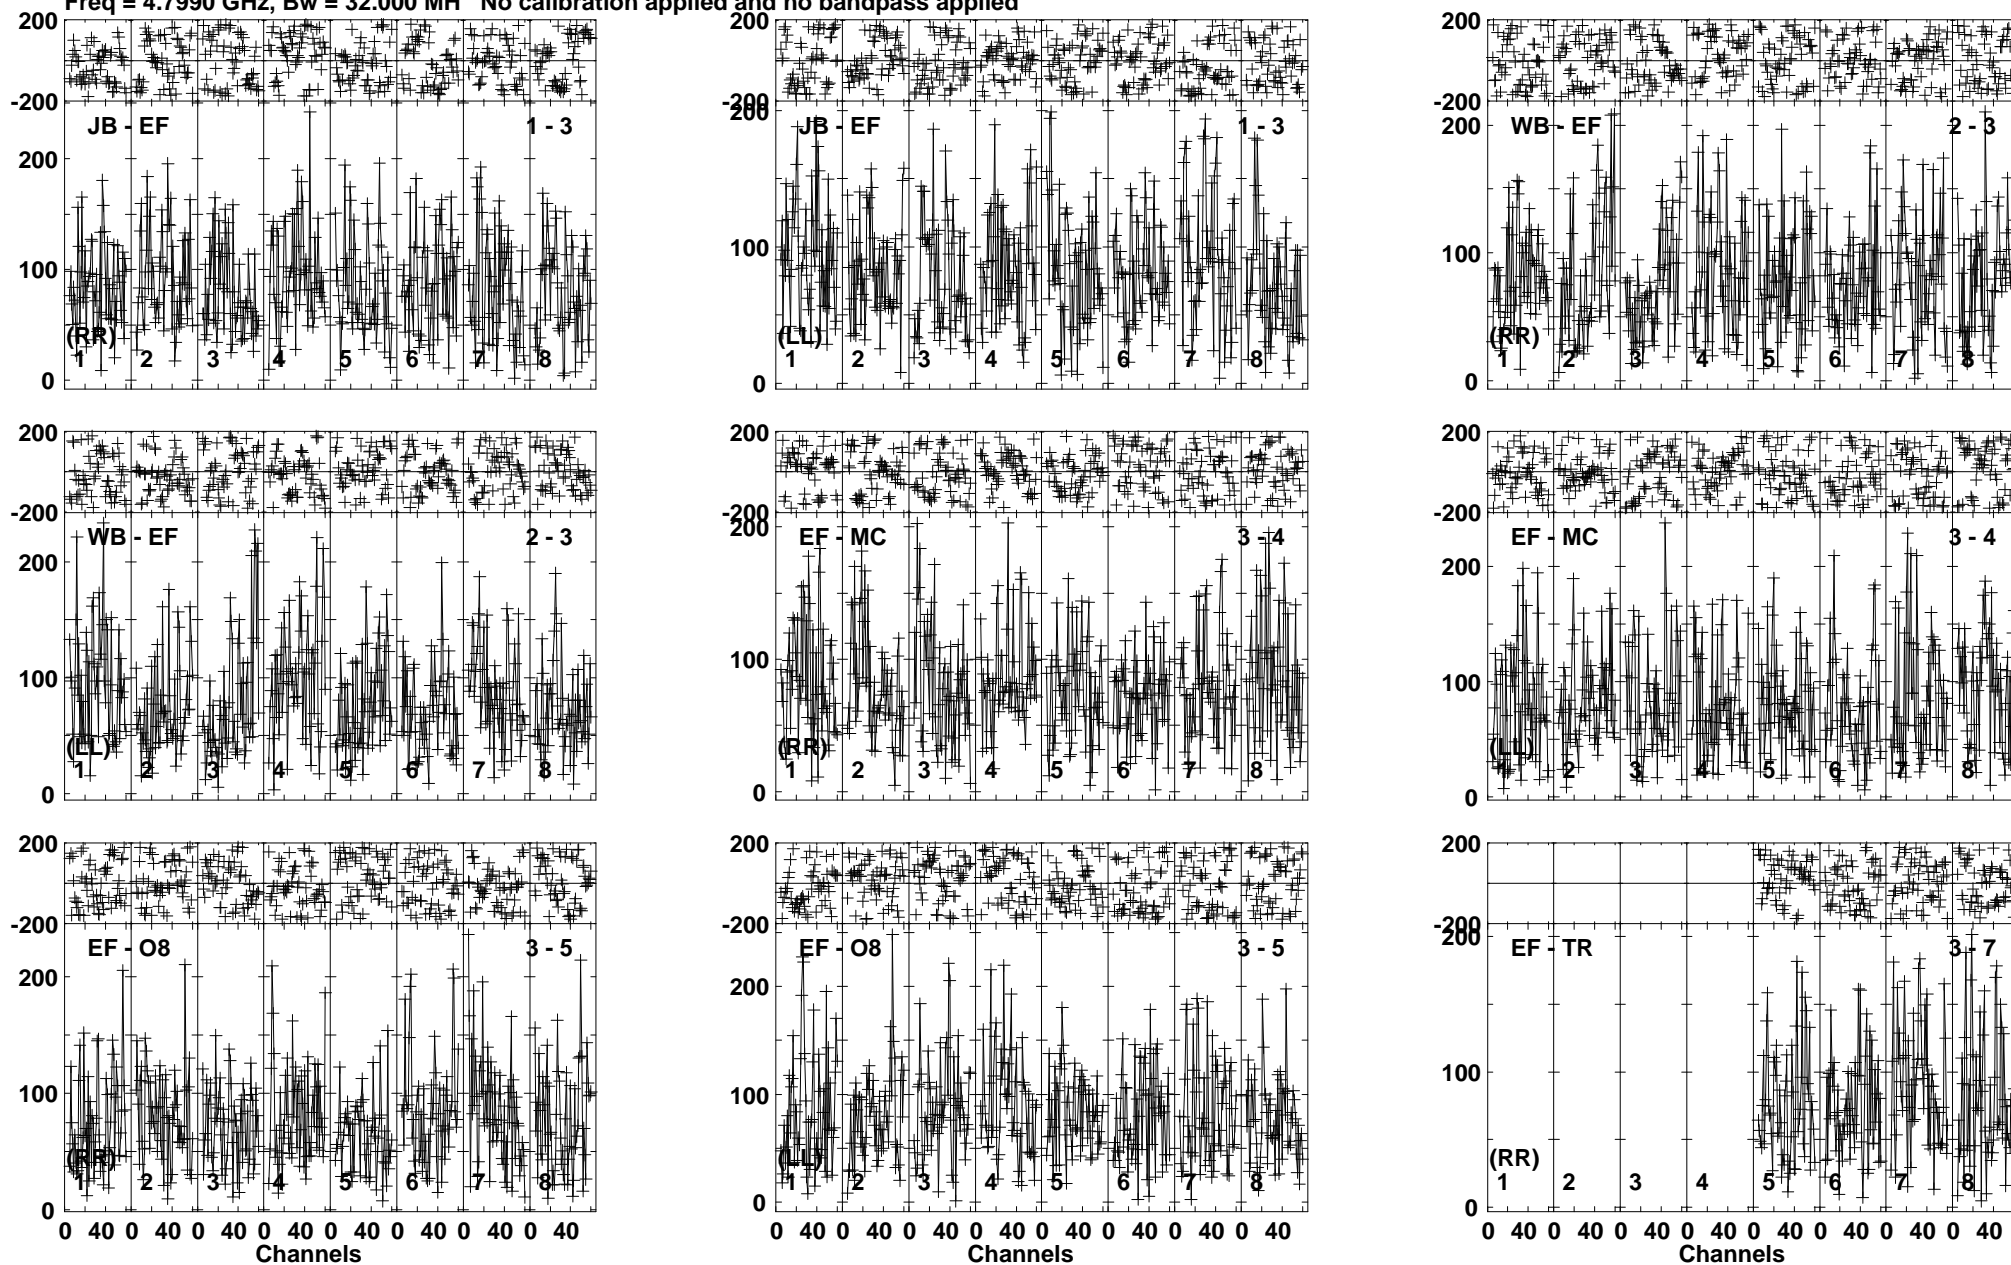 Freq = 4.7990 GHz, Bw = 32.000 MH No calibration applied and no bandpass applied
200 200 200
-200 -200 -200
200 200 200
JB - EF 1 - 3 JB - EF 1 - 3 WB - EF 2 - 3
100 100 100
(RR) (LL) (RR)
1 2 3 4 5 6 7 8 1 2 3 4 5 6 7 8 1 2 3 4 5 6 7 8
0 0 0
200 200 200
-200 -200 -200
200 200 200
WB - EF 2 - 3 EF - MC 3 - 4 EF - MC 3 - 4
100 100 100
(LL) (RR) (LL)
1 2 3 4 5 6 7 8 1 2 3 4 5 6 7 8 1 2 3 4 5 6 7 8
0 0 0
200 200 200
-200 -200 -200
200 200 200
EF - O8 3 - 5 EF - O8 3 - 5 EF - TR 3 - 7
100 100 100
(RR) (LL) (RR)
1 2 3 4 5 6 7 8 1 2 3 4 5 6 7 8 1 2 3 4 5 6 7 8
0 0 0
0 40 0 40 0 40 0 40 0 40 0 40 0 40 0 40 0 40 0 40 0 40 0 40 0 40 0 40 0 40 0 40 0 40 0 40 0 40 0 40 0 40 0 40 0 40 0 40
Channels Channels Channels